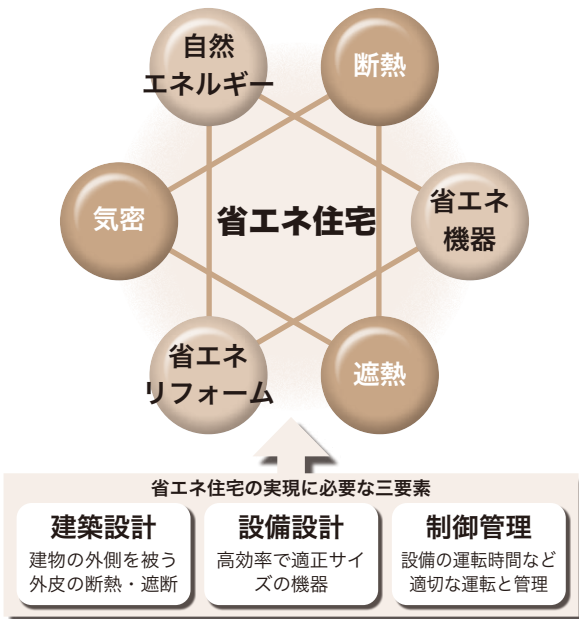 自然
エネルギー
断熱
気密
省エネ住宅
省エネ
機器
省エネ
リフォーム
遮熱
省エネ住宅の実現に必要な三要素
建築設計
建物の外側を被う
外皮の断熱・遮断
設備設計
高効率で適正サイ
ズの機器
制御管理
設備の運転時間など
適切な運転と管理